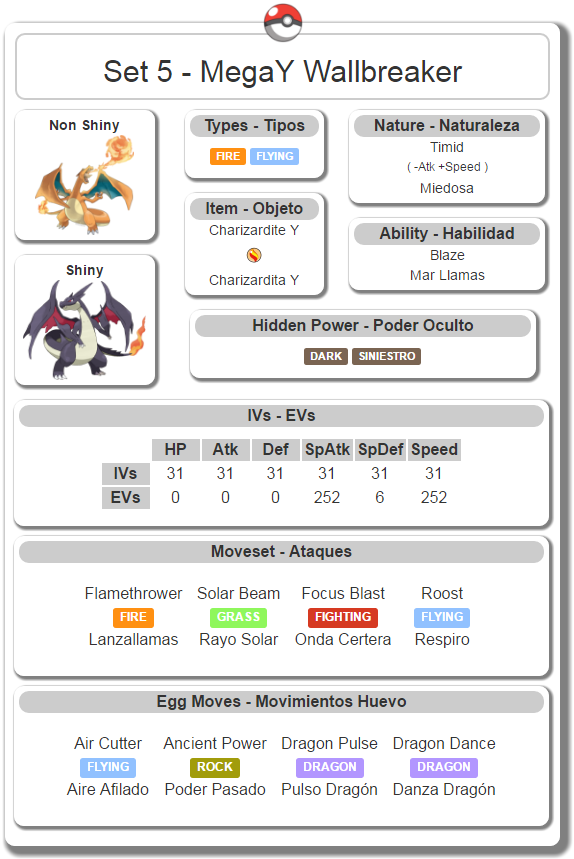 Set 5 - MegaY Wallbreaker
Non Shiny
Shiny
Types - Tipos
FIRE FLYING
Item - Objeto
Charizardite Y
Charizardita Y
Nature - Naturaleza
Timid
( -Atk +Speed )
Miedosa
Ability - Habilidad
Blaze
Mar Llamas
Hidden Power - Poder Oculto
DARK SINIESTRO
IVs - EVs
HP Atk Def SpAtk SpDef Speed
IVs 31 31 31 31 31 31
EVs 0 0 0 252 6 252
Moveset - Ataques
Flamethrower Solar Beam Focus Blast Roost
FIRE GRASS FIGHTING FLYING
Lanzallamas Rayo Solar Onda Certera Respiro
Egg Moves - Movimientos Huevo
Air Cutter Ancient Power Dragon Pulse Dragon Dance
FLYING ROCK DRAGON DRAGON
Aire Afilado Poder Pasado Pulso Dragón Danza Dragón